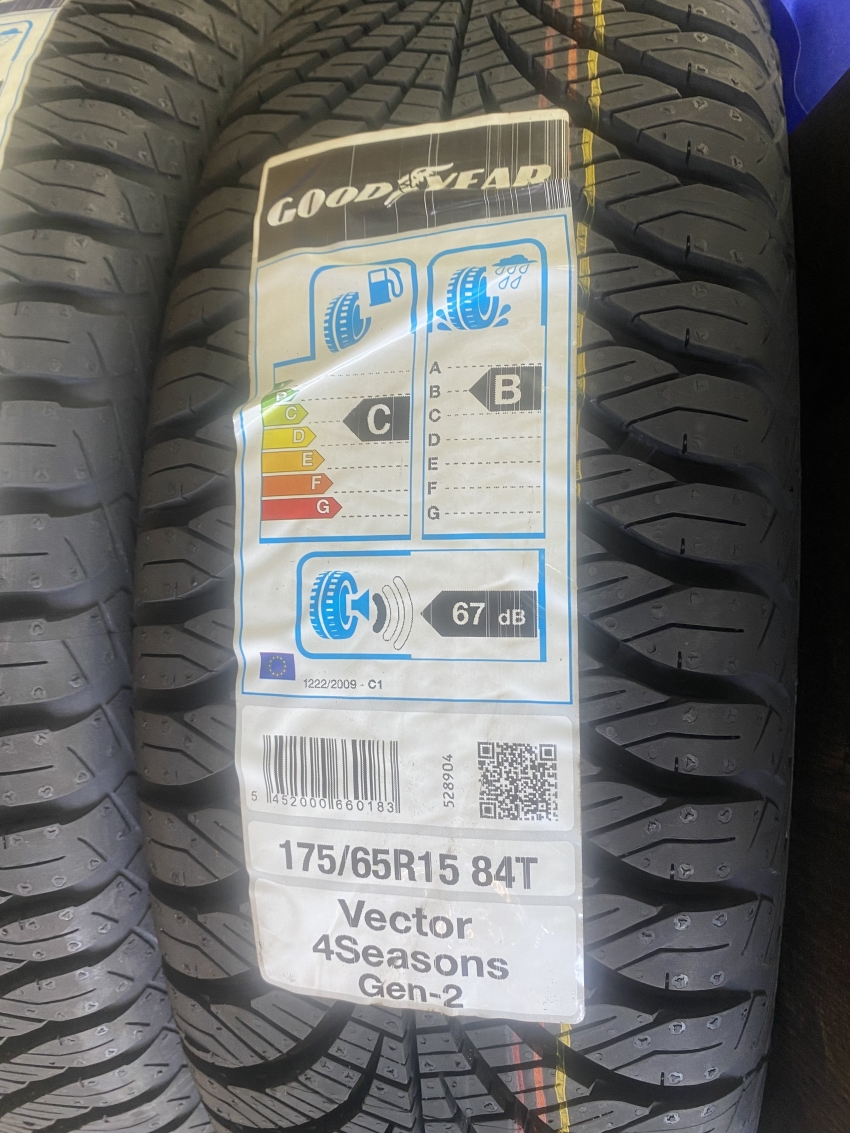 GOODYEAR
A
B
B
B
C
C
C
D
D
E
E
F
F
G
G
67 dB
1222/2009 - C1
528904
5 452000 660183
175/65R15 84T
Vector
4Seasons
Gen-2